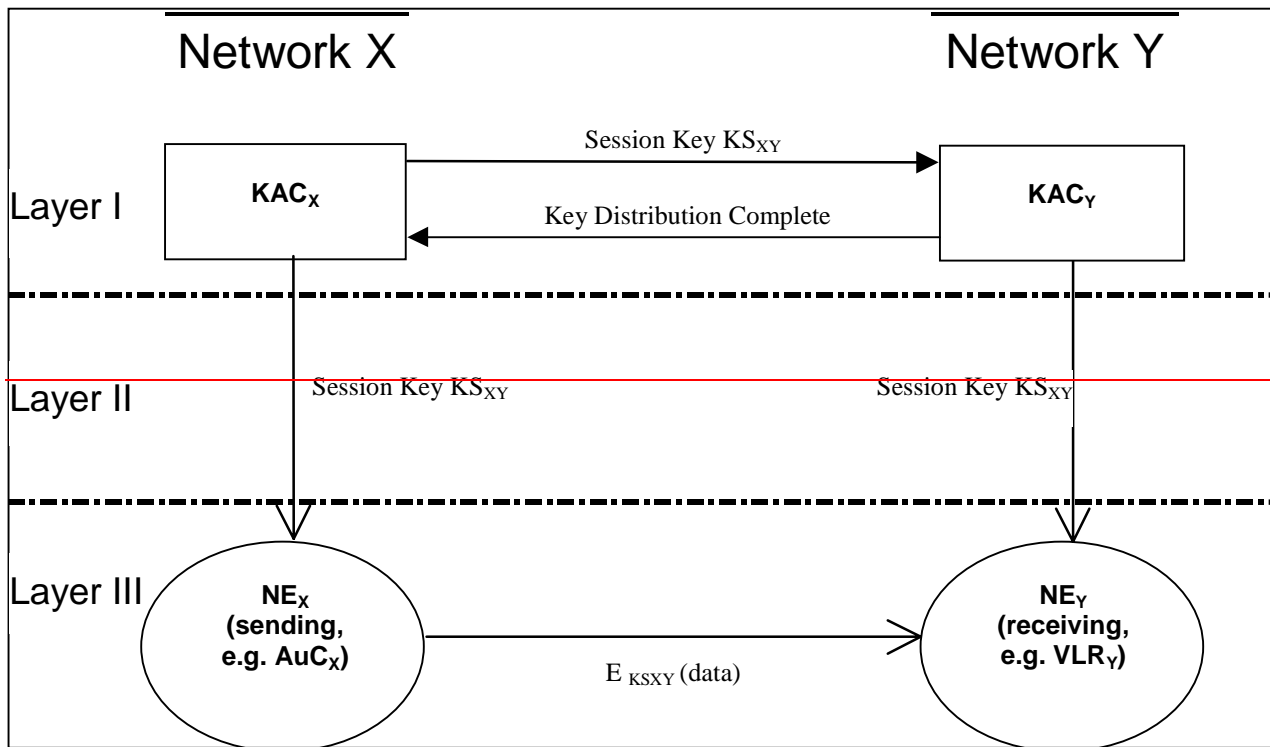 Network X
Network Y
Session Key KS_XY
Layer I
KAC_X
KAC_Y
Key Distribution Complete
Session Key KS_XY
Session Key KS_XY
Layer II
Layer III
NE_X
(sending,
e.g. AuC_X)
NE_Y
(receiving,
e.g. VLR_Y)
E KSXY (data)